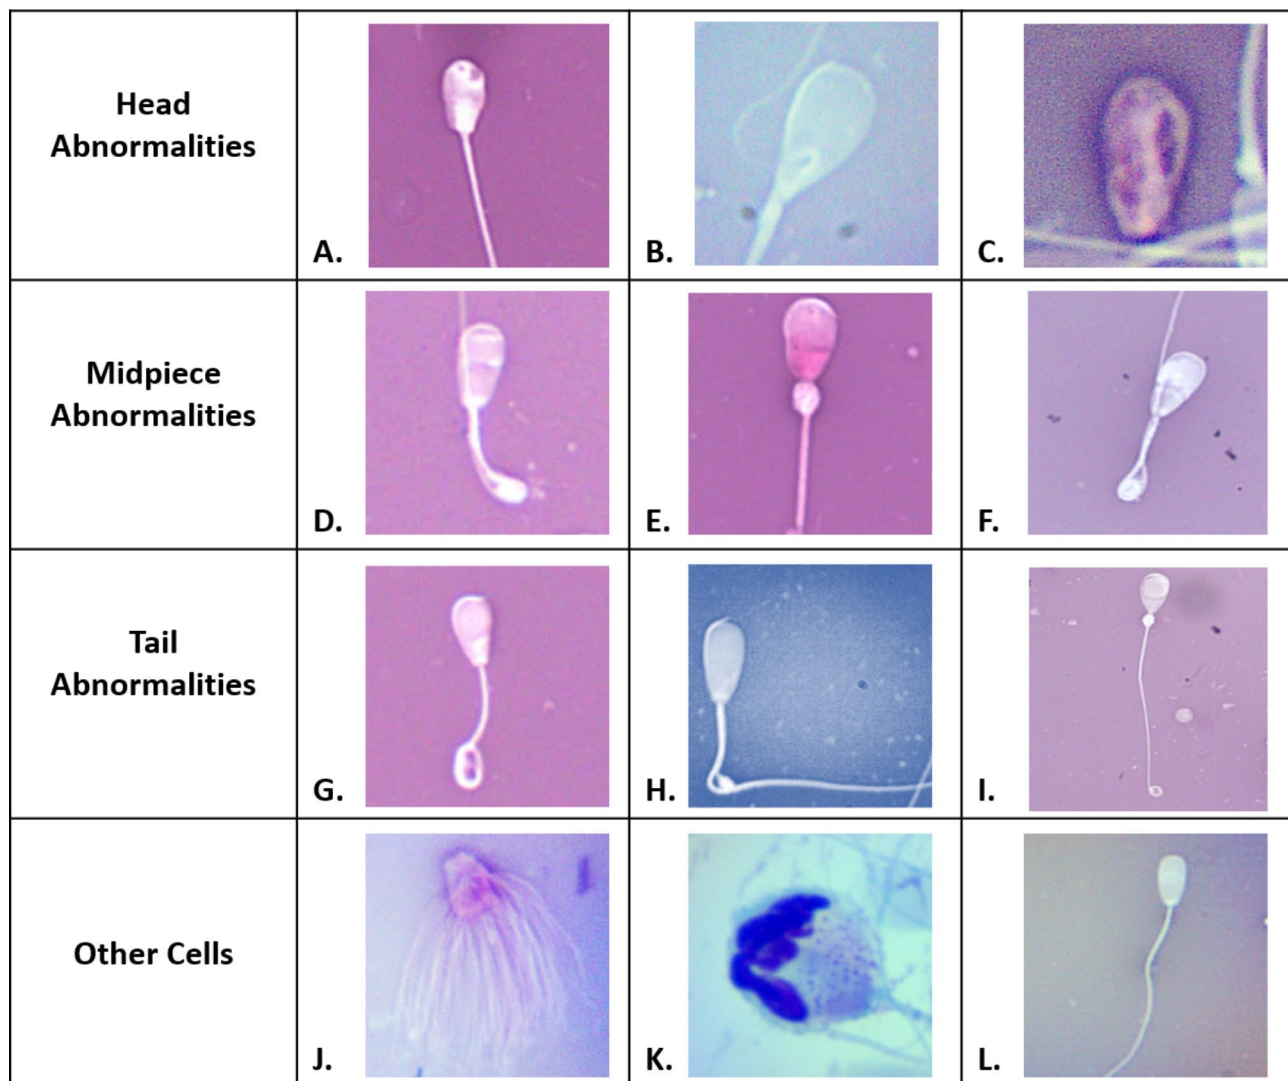 Head
Abnormalities
A.
B.
C.
Midpiece
Abnormalities
D.
E.
F.
Tail
Abnormalities
G.
H.
I.
Other Cells
J.
K.
L.